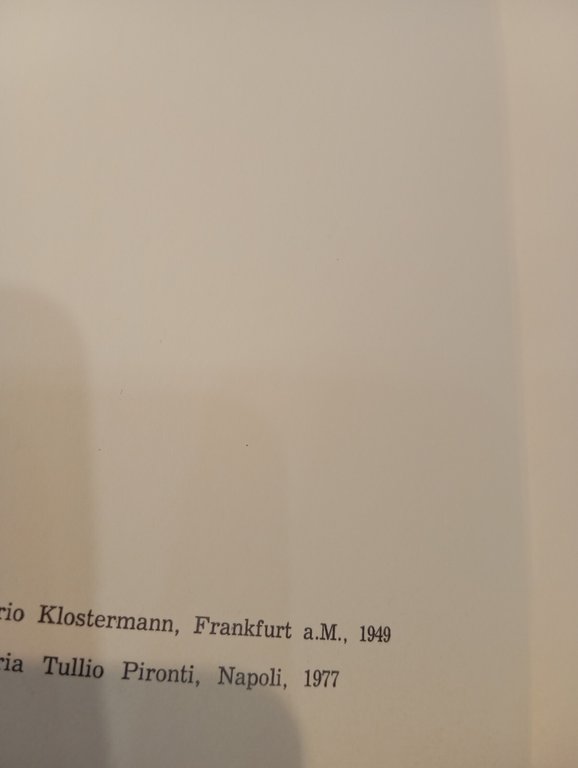 rio Klostermann, Frankfurt a.M., 1949
ria Tullio Pironti, Napoli, 1977